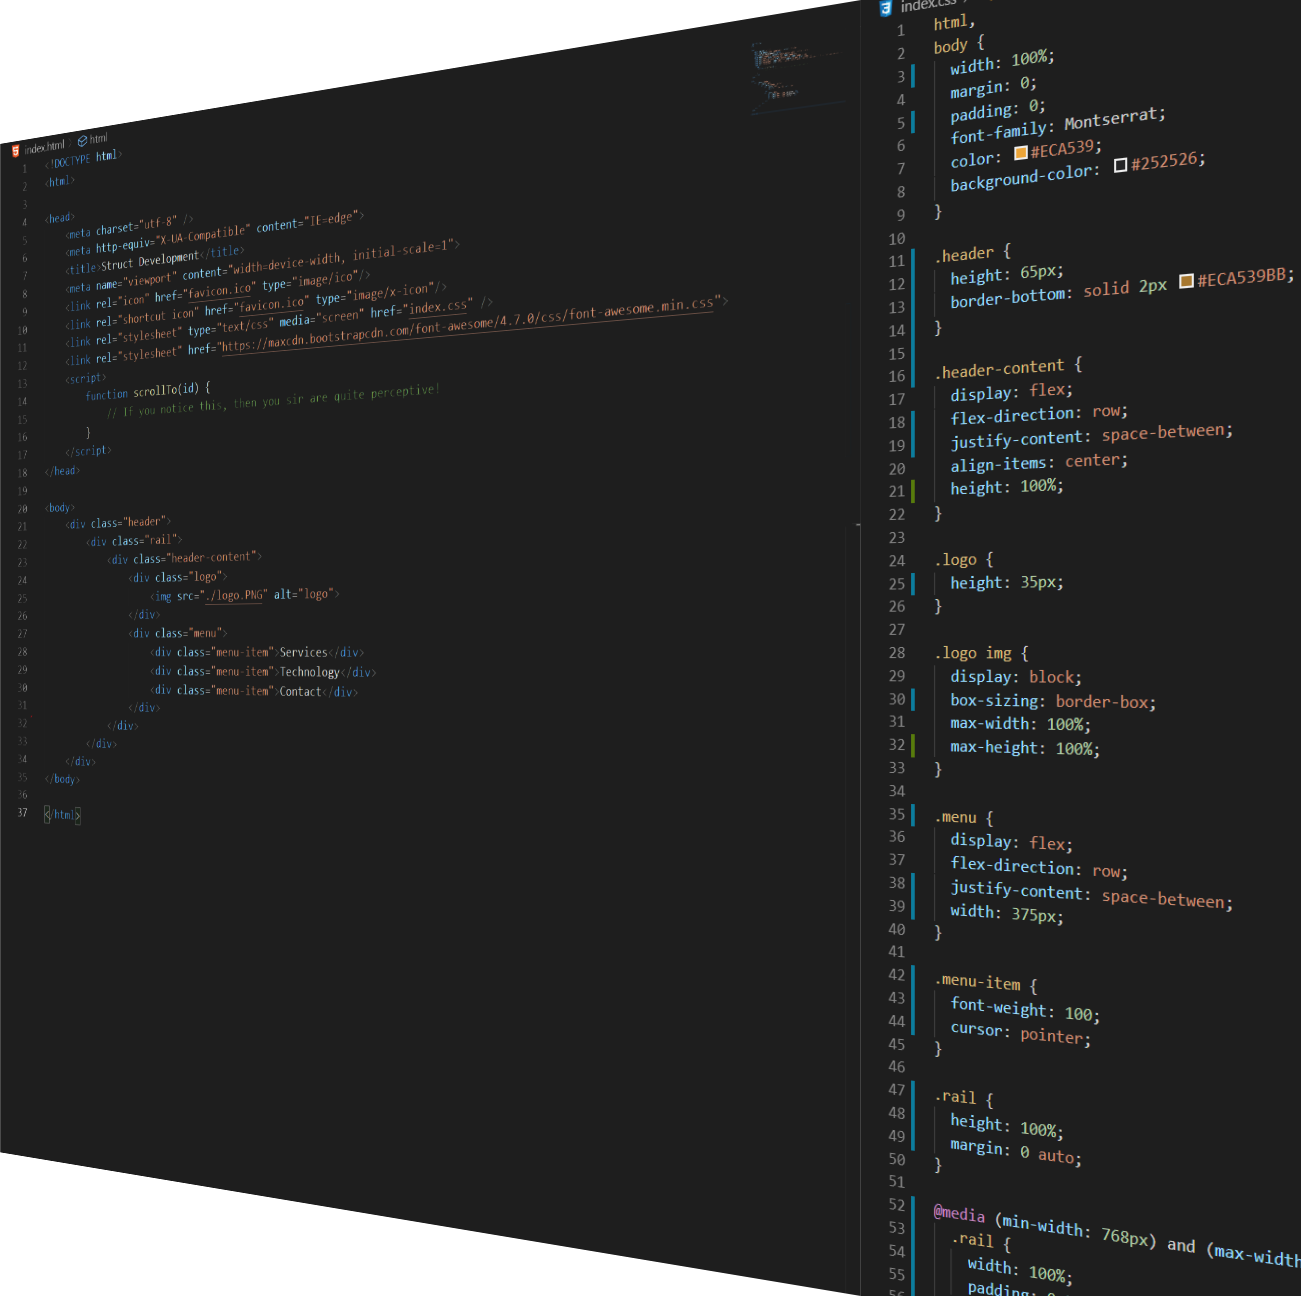 index.html html
1 <!DOCTYPE html>
2 <html>
3
4 <head>
5 <meta charset="utf-8" />
6 <meta http-equiv="X-UA-Compatible" content="IE=edge">
7 <title>Struct Development</title>
8 <meta name="viewport" content="width=device-width, initial-scale=1">
9 <link rel="icon" href="favicon.ico" type="image/ico"/>
10 <link rel="shortcut icon" href="favicon.ico" type="image/x-icon"/>
11 <link rel="stylesheet" type="text/css" media="screen" href="index.css" />
12 <link rel="stylesheet" href="https://maxcdn.bootstrapcdn.com/font-awesome/4.7.0/css/font-awesome.min.css">
13 <script>
14 function scrollTo(id) {
15 // If you notice this, then you sir are quite perceptive!
16 }
17 </script>
18 </head>
19
20 <body>
21 <div class="header">
22 <div class="rail">
23 <div class="header-content">
24 <div class="logo">
25 <img src="./logo.PNG" alt="logo">
26 </div>
27 <div class="menu">
28 <div class="menu-item">Services</div>
29 <div class="menu-item">Technology</div>
30 <div class="menu-item">Contact</div>
31 </div>
32 </div>
33 </div>
34 </div>
35 </body>
36
37 </html>
index.css
1 html,
2 body {
3 width: 100%;
4 margin: 0;
5 padding: 0;
6 font-family: Montserrat;
7 color: #ECA539;
8 background-color: #252526;
9 }
10
11 .header {
12 height: 65px;
13 border-bottom: solid 2px #ECA539BB;
14 }
15
16 .header-content {
17 display: flex;
18 flex-direction: row;
19 justify-content: space-between;
20 align-items: center;
21 height: 100%;
22 }
23
24 .logo {
25 height: 35px;
26 }
27
28 .logo img {
29 display: block;
30 box-sizing: border-box;
31 max-width: 100%;
32 max-height: 100%;
33 }
34
35 .menu {
36 display: flex;
37 flex-direction: row;
38 justify-content: space-between;
39 width: 375px;
40 }
41
42 .menu-item {
43 font-weight: 100;
44 cursor: pointer;
45 }
46
47 .rail {
48 height: 100%;
49 margin: 0 auto;
50 }
51
52 @media (min-width: 768px) and (max-width
53 .rail {
54 width: 100%;
55 padding: